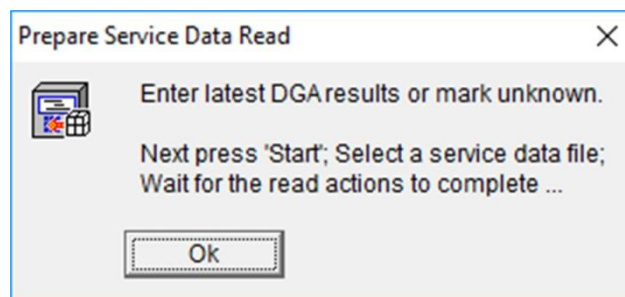 Prepare Service Data Read
Enter latest DGA results or mark unknown.
Next press 'Start'; Select a service data file;
Wait for the read actions to complete ...
Ok